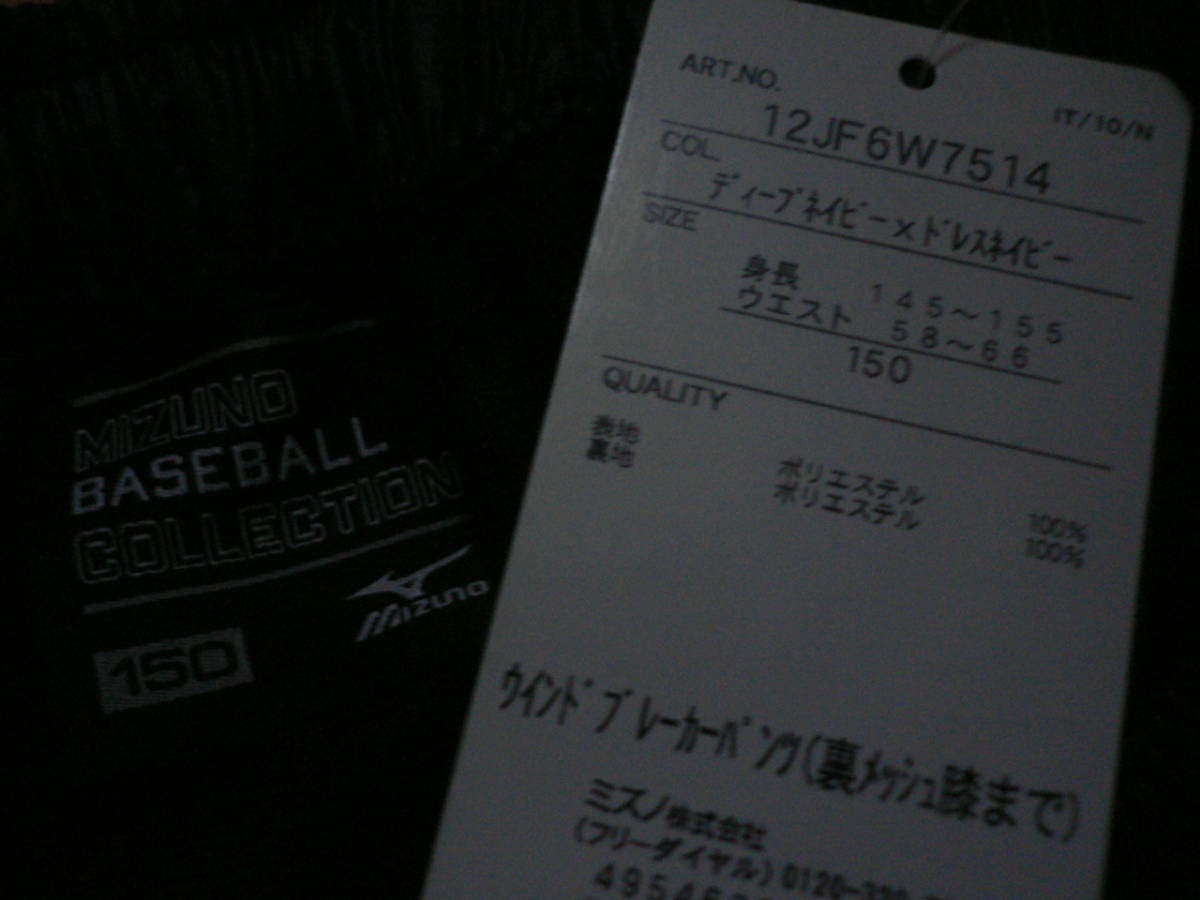 MIZUNO
BASEBALL
COLLECTION
Mizuno
150
ART.NO.
IT/10/N
12JF6W7514
COL.
ディープネイビー×ドレスネイビー
SIZE
身長 145~155
ウエスト 58~66
150
QUALITY
表地 ポリエステル 100%
裏地 ポリエステル 100%
ウインドブレーカーパンツ(裏メッシュ膝まで)
ミズノ株式会社
(フリーダイヤル)0120-320-